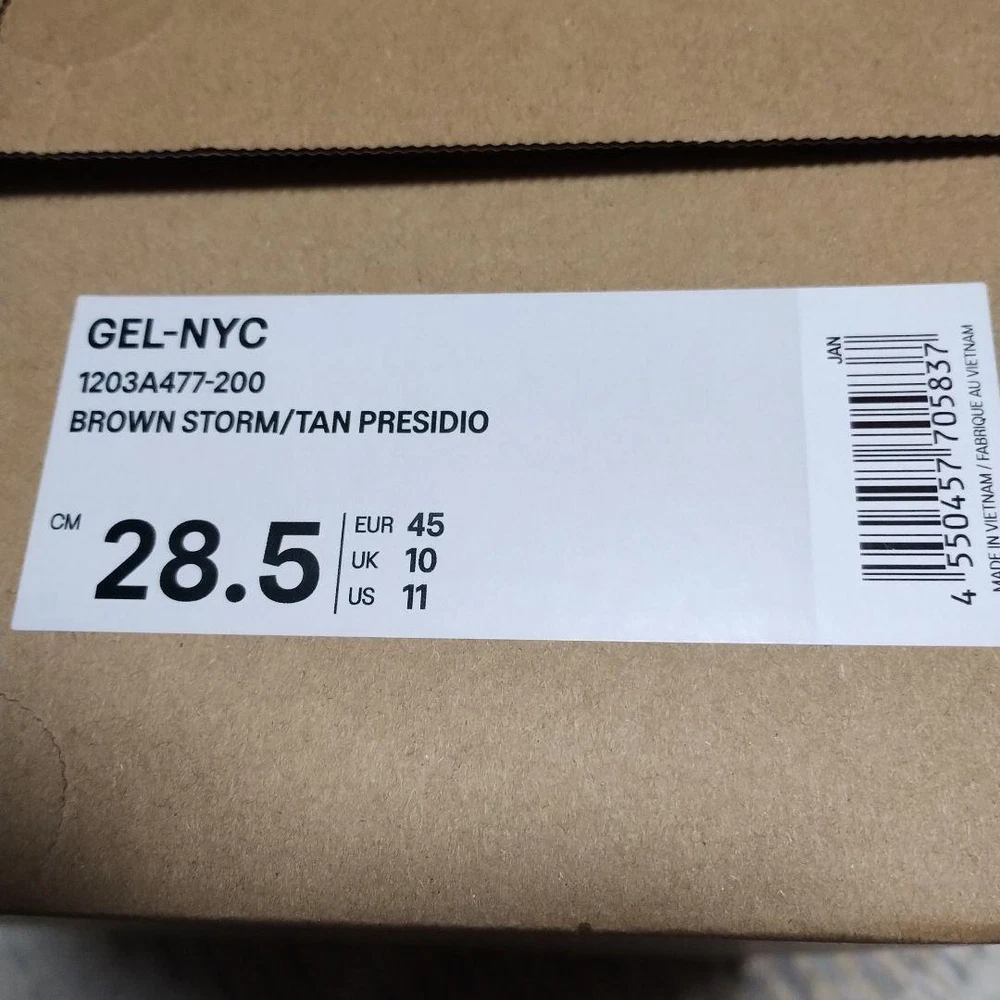 GEL-NYC
1203A477-200
BROWN STORM/TAN PRESIDIO
CM 28.5
EUR 45
UK 10
US 11
JAN
4 550457 705837
MADE IN VIETNAM / FABRIQUE AU VIETNAM